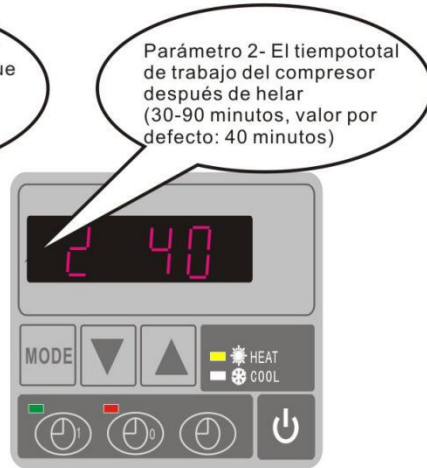 ue
Parámetro 2- El tiempototal
de trabajo del compresor
después de helar
(30-90 minutos, valor por
defecto: 40 minutos)
2 40
MODE
HEAT
COOL
1
0